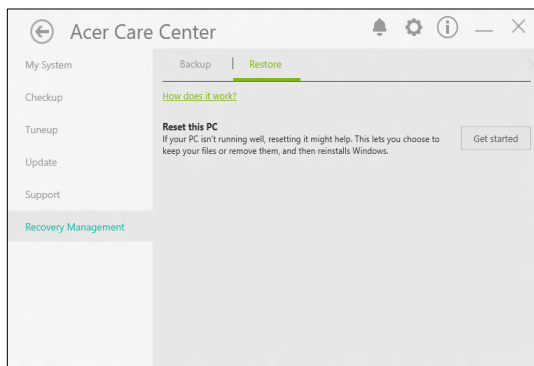 Acer Care Center
My System
Backup
Restore
Checkup
How does it work?
Tuneup
Reset this PC
If your PC isn't running well, resetting it might help. This lets you choose to
keep your files or remove them, and then reinstalls Windows.
Get started
Update
Support
Recovery Management